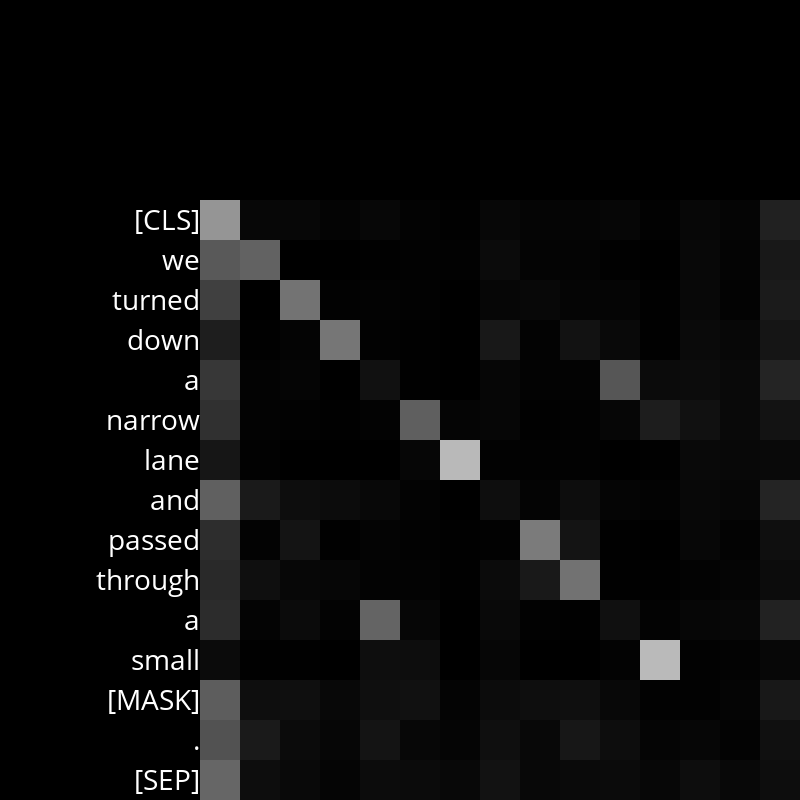 [CLS]
we
turned
down
a
narrow
lane
and
passed
through
a
small
[MASK]
.
[SEP]